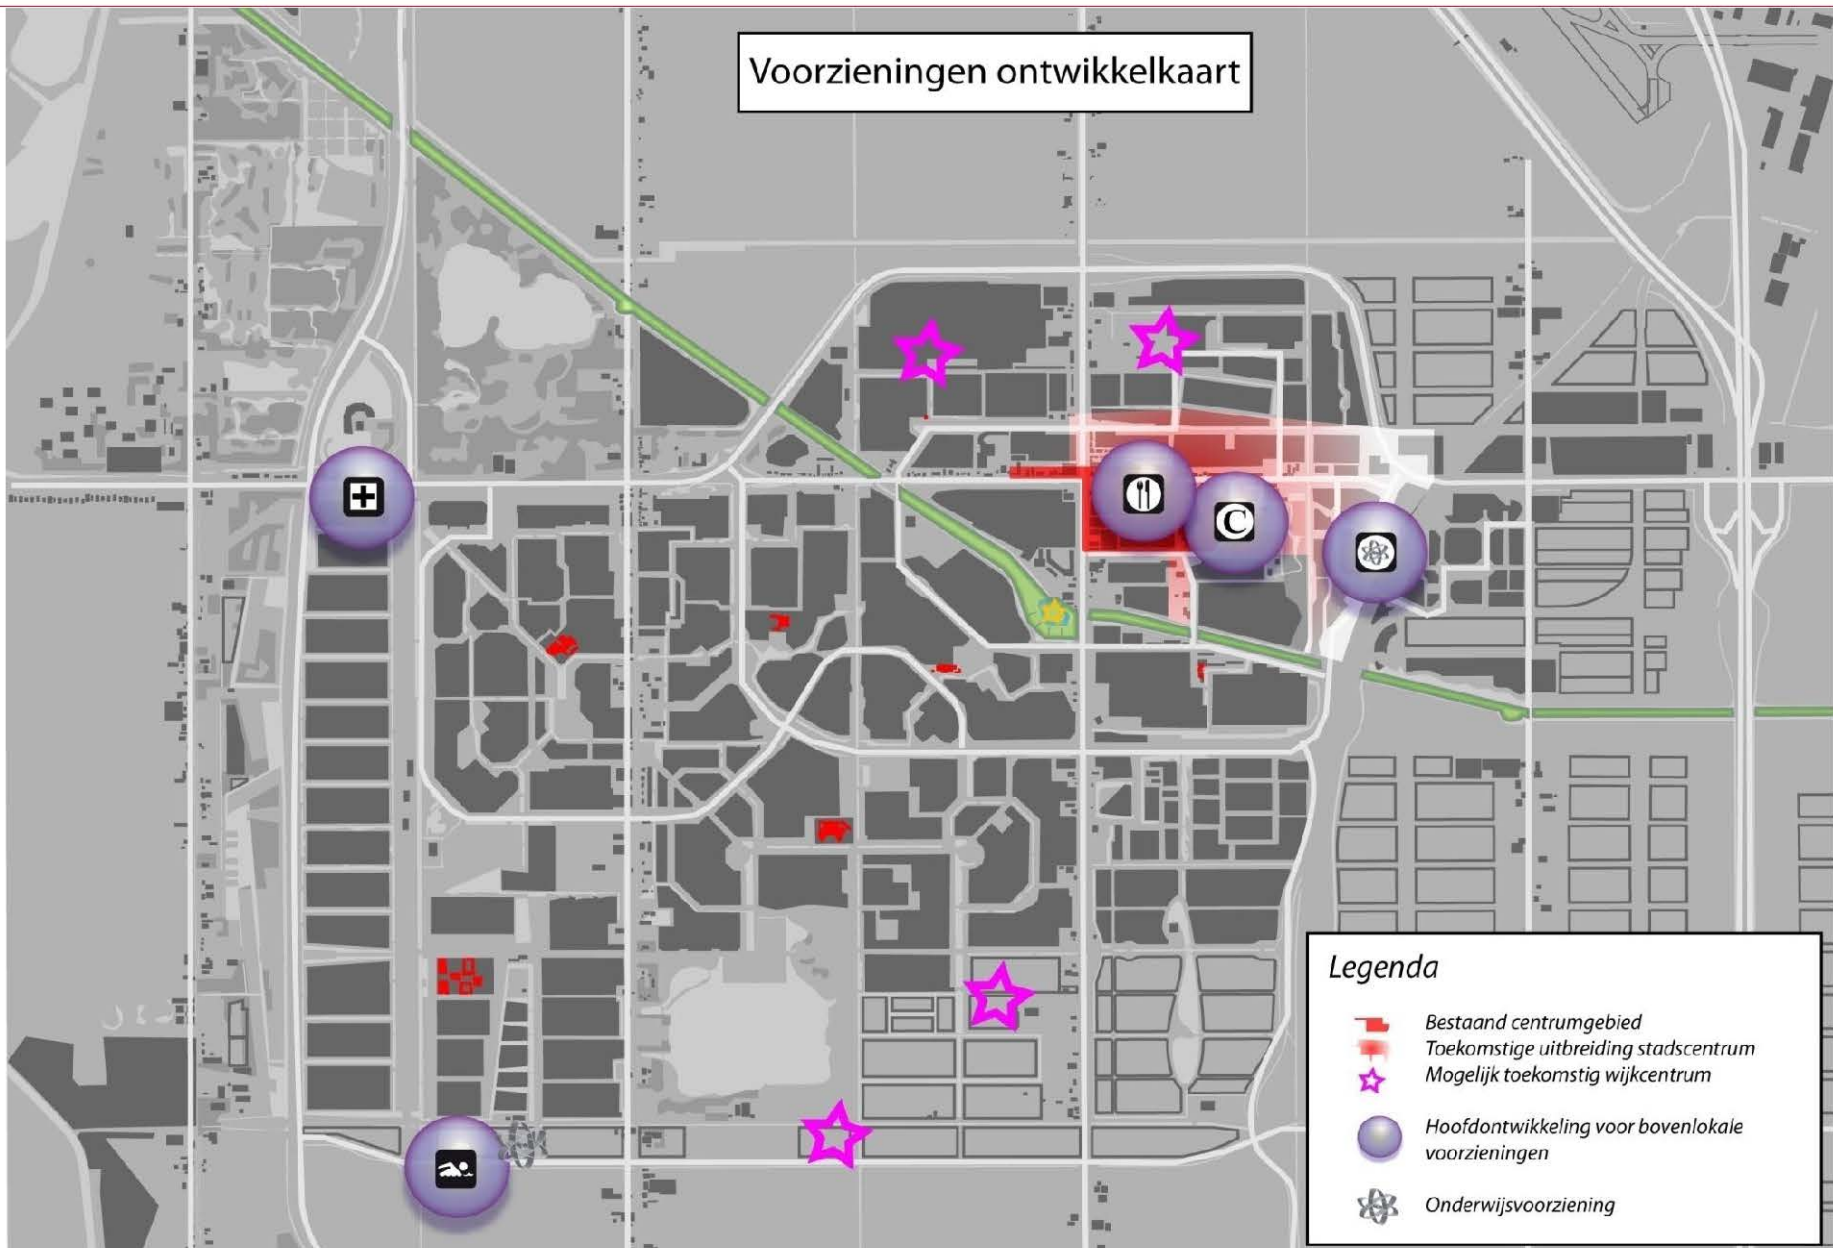 Voorzieningen ontwikkelkaart
C
Legenda
Bestaand centrumgebied
Toekomstige uitbreiding stadscentrum
Mogelijk toekomstig wijkcentrum
Hoofdontwikkeling voor bovenlokale
voorzieningen
Onderwijsvoorziening